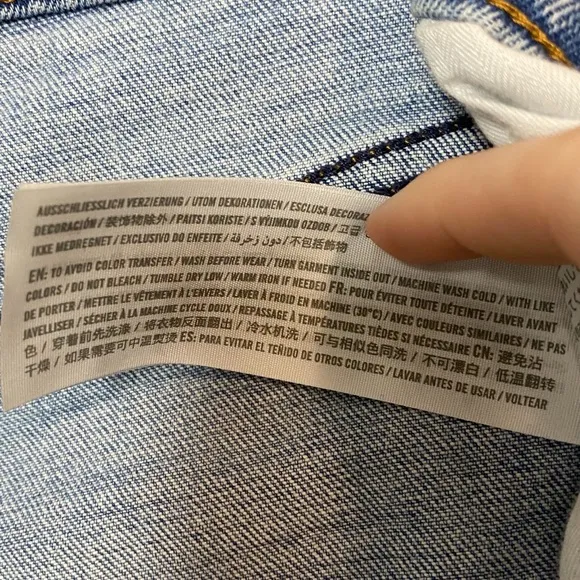 AUSSCHLIESSLICH VERZIERUNG / UTOM DEKORATIONEN / ESCLUSA DECORAZ
DECORACIÓN / 装饰物除外 / PAITSI KORISTE / S VÝJIMKOU OZDOB / 고급
IKKE MEDREGNET / EXCLUSIVO DO ENFEITE / دون زخرفة / 不包括飾物
EN: TO AVOID COLOR TRANSFER / WASH BEFORE WEAR / TURN GARMENT INSIDE OUT / MACHINE WASH COLD / WITH LIKE
COLORS / DO NOT BLEACH / TUMBLE DRY LOW / WARM IRON IF NEEDED FR: POUR ÉVITER TOUTE DÉTEINTE / LAVER AVANT
DE PORTER / METTRE LE VÊTEMENT À L'ENVERS / LAVER À FROID EN MACHINE (30°C) / AVEC COULEURS SIMILAIRES / NE PAS
JAVELLISER / SÉCHER À LA MACHINE CYCLE DOUX / REPASSAGE À TEMPÉRATURES TIÈDES SI NÉCESSAIRE CN: 避免沾
色 / 穿着前先洗涤 / 将衣物反面翻出 / 冷水机洗 / 可与相似色同洗 / 不可漂白 / 低温翻转
干燥 / 如果需要可中温熨烫 ES: PARA EVITAR EL TEÑIDO DE OTROS COLORES / LAVAR ANTES DE USAR / VOLTEAR